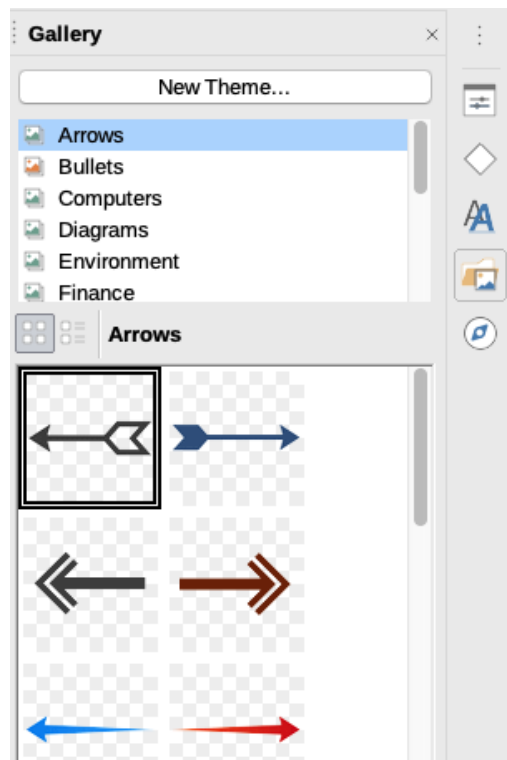 Gallery
New Theme...
Arrows
Bullets
Computers
Diagrams
Environment
Finance
Arrows